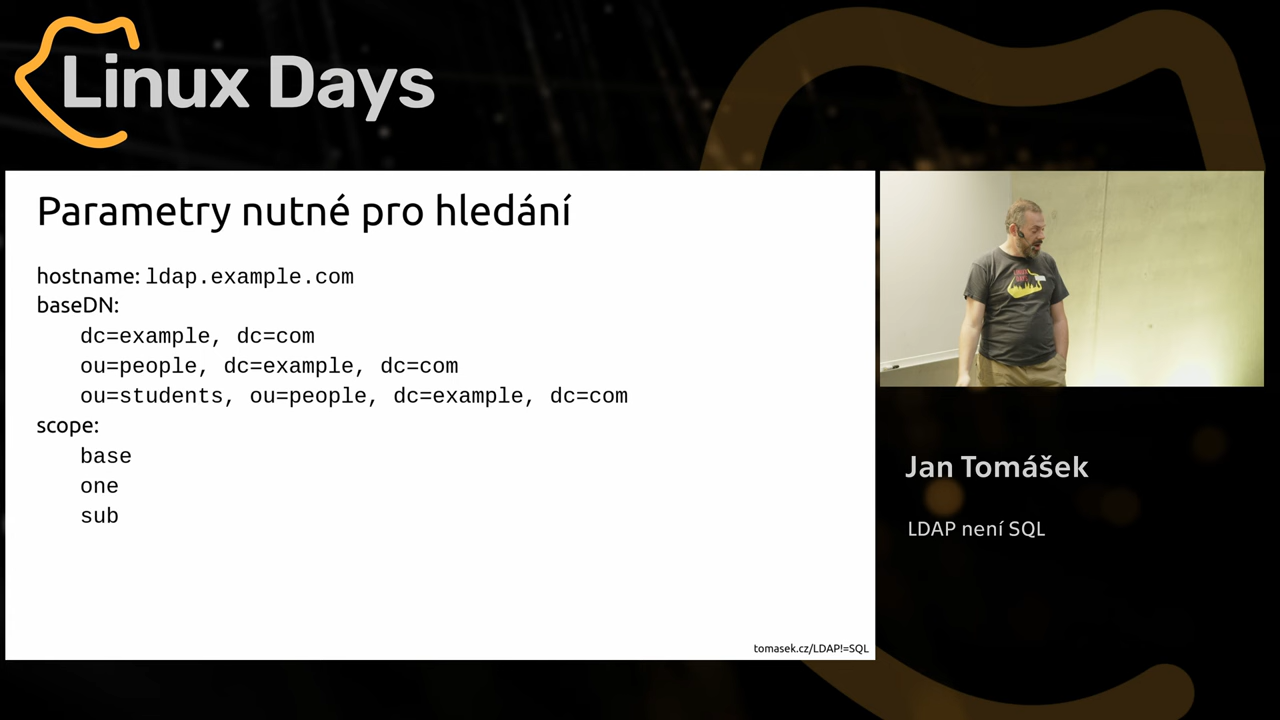 Linux Days
Parametry nutné pro hledání
hostname: ldap.example.com
baseDN:
dc=example, dc=com
ou=people, dc=example, dc=com
ou=students, ou=people, dc=example, dc=com
scope:
base
one
sub
tomasek.cz/LDAP!=SQL
Jan Tomášek
LDAP není SQL